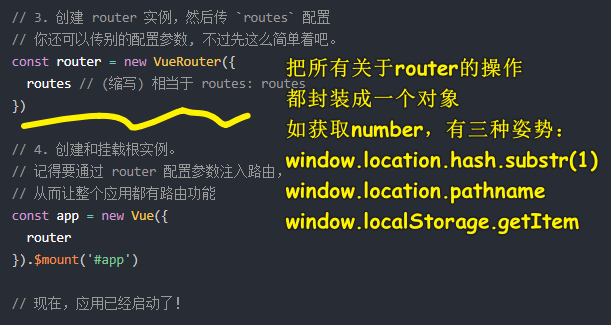 // 3. 创建 router 实例，然后传 `routes` 配置
// 你还可以传别的配置参数, 不过先这么简单着吧。
const router = new VueRouter({
routes // (缩写) 相当于 routes: routes
})
// 4. 创建和挂载根实例。
// 记得要通过 router 配置参数注入路由，
// 从而让整个应用都有路由功能
const app = new Vue({
router
}).$mount('#app')
// 现在，应用已经启动了！
把所有关于router的操作
都封装成一个对象
如获取number，有三种姿势：
window.location.hash.substr(1)
window.location.pathname
window.localStorage.getItem